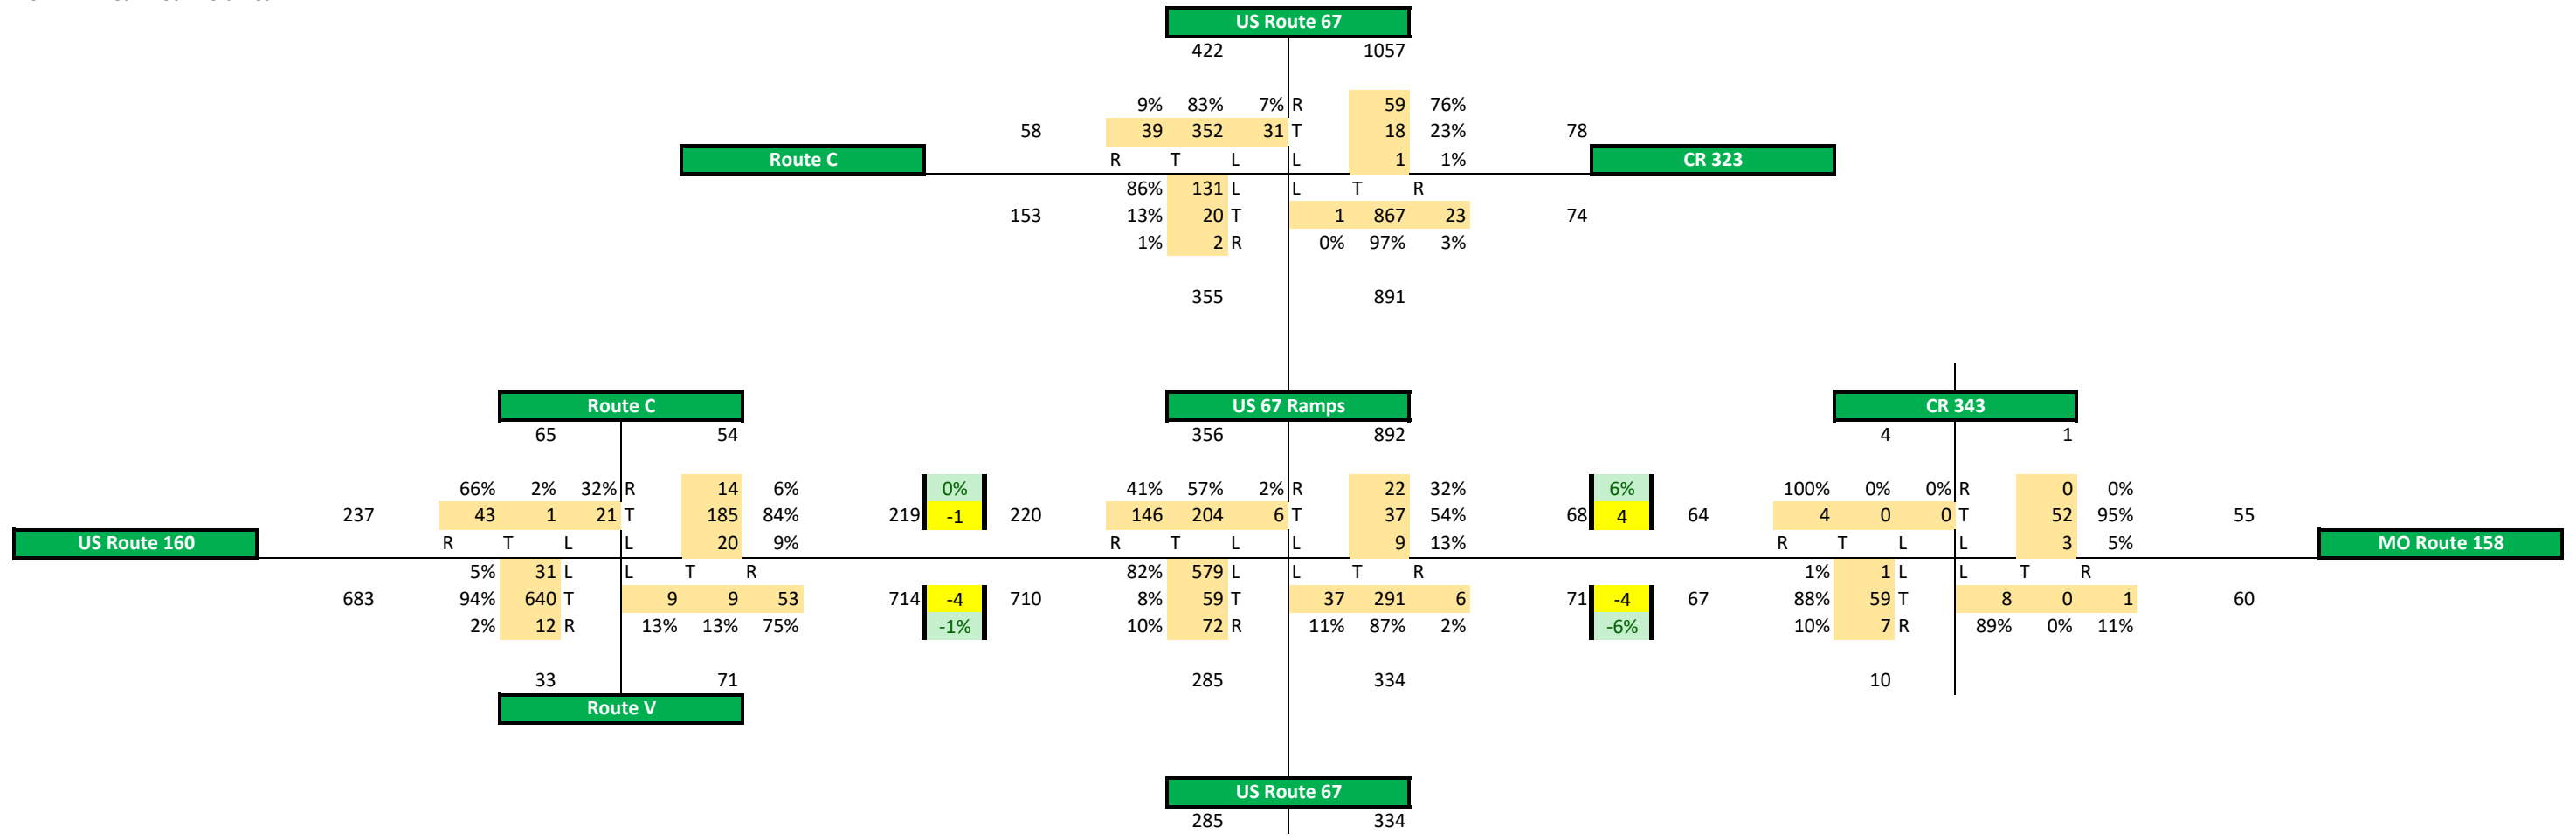 US Route 67
422 1057
9% 83% 7% R 59 76%
58 39 352 31 T 18 23% 78
Route C R T L L 1 1% CR 323
86% 131 L L T R
153 13% 20 T 1 867 23 74
1% 2 R 0% 97% 3%
355 891
Route C US 67 Ramps CR 343
65 54 356 892 4 1
66% 2% 32% R 14 6% 0% 41% 57% 2% R 22 32% 6% 100% 0% 0% R 0 0%
237 43 1 21 T 185 84% 219 -1 220 146 204 6 T 37 54% 68 4 64 4 0 0 T 52 95% 55
US Route 160 R T L L 20 9% R T L L 9 13% R T L L 3 5% MO Route 158
5% 31 L L T R 82% 579 L L T R 1% 1 L L T R
683 94% 640 T 9 9 53 714 -4 710 8% 59 T 37 291 6 71 -4 67 88% 59 T 8 0 1 60
2% 12 R 13% 13% 75% -1% 10% 72 R 11% 87% 2% -6% 10% 7 R 89% 0% 11%
33 71 285 334 10
Route V
US Route 67
285 334